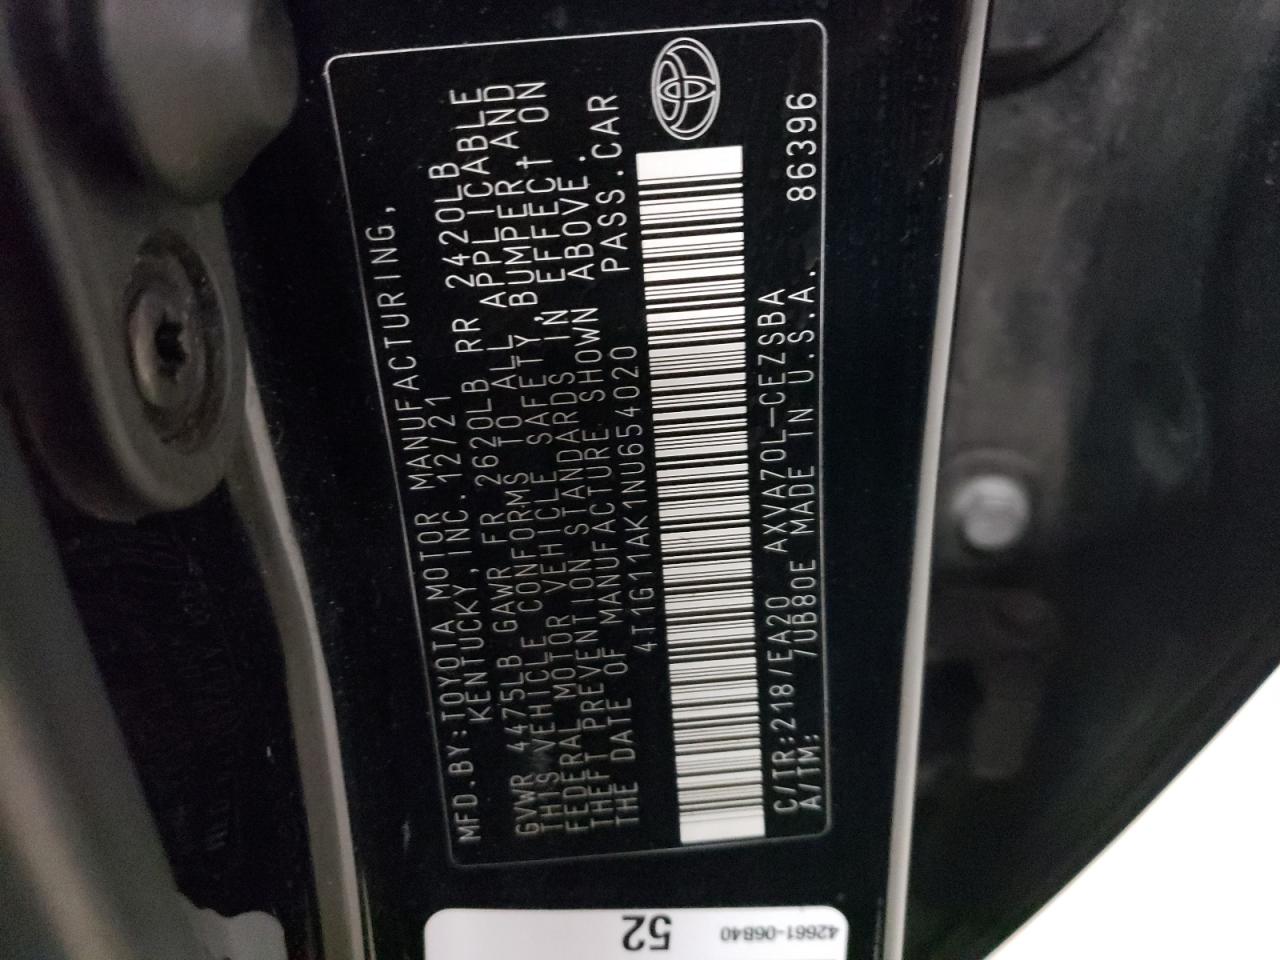 MFD.BY:TOYOTA MOTOR MANUFACTURING,
KENTUCKY,INC. 12/21
GVWR 4475LB GAWR FR 2620LB RR 2420LB
THIS VEHICLE CONFORMS TO ALL APPLICABLE
FEDERAL MOTOR VEHICLE SAFETY,BUMPER,AND
THEFT PREVENTION STANDARDS IN EFFECT ON
THE DATE OF MANUFACTURE SHOWN ABOVE.
4T1G11AK1NU654020 PASS.CAR
C/TR:218/EA20 AXVA70L-CEZSBA
A/TM: /UB80E MADE IN U.S.A. 86396
52
42661-06B40